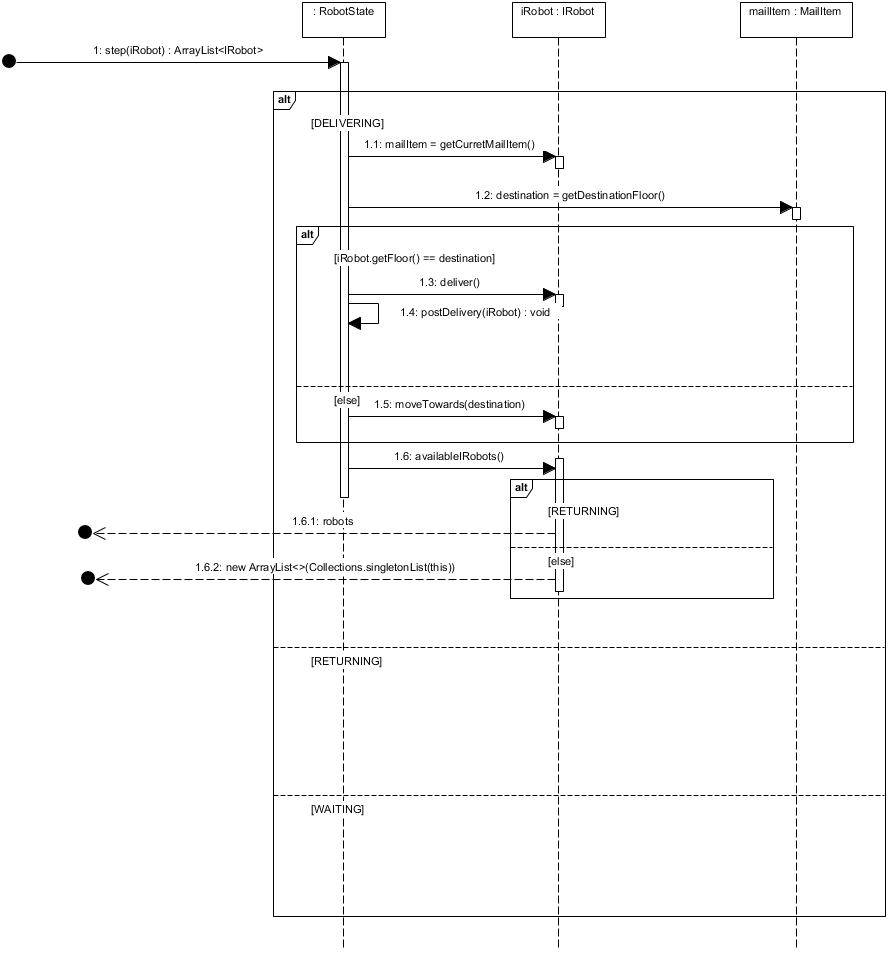 : RobotState
iRobot : IRobot
mailItem : MailItem
1: step(iRobot) : ArrayList<IRobot>
alt
[DELIVERING]
1.1: mailItem = getCurretMailItem()
1.2: destination = getDestinationFloor()
alt
[iRobot.getFloor() == destination]
1.3: deliver()
1.4: postDelivery(iRobot) : void
[else]
1.5: moveTowards(destination)
1.6: availableIRobots()
alt
[RETURNING]
1.6.1: robots
[else]
1.6.2: new ArrayList<>(Collections.singletonList(this))
[RETURNING]
[WAITING]